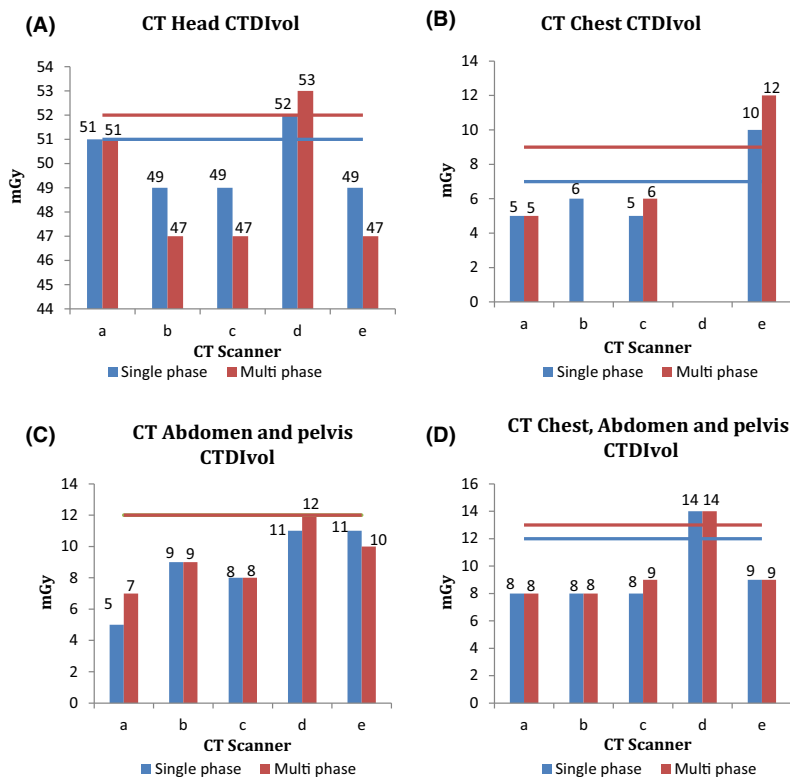 (A)
CT Head CTDIvol
54
53
52
51
50
49
48
47
46
45
44
mGy
51 51
49 47
49 47
52 53
49 47
a b c d e
CT Scanner
Single phase Multi phase
(B)
CT Chest CTDIvol
14
12
10
8
6
4
2
0
mGy
5 5
6
5 6
10 12
a b c d e
CT Scanner
Single phase Multi phase
(C)
CT Abdomen and pelvis
CTDIvol
14
12
10
8
6
4
2
0
mGy
5 7
9 9
8 8
11 12
11 10
a b c d e
CT Scanner
Single phase Multi phase
(D)
CT Chest, Abdomen and pelvis
CTDIvol
16
14
12
10
8
6
4
2
0
mGy
8 8
8 8
8 9
14 14
9 9
a b c d e
CT Scanner
Single phase Multi phase